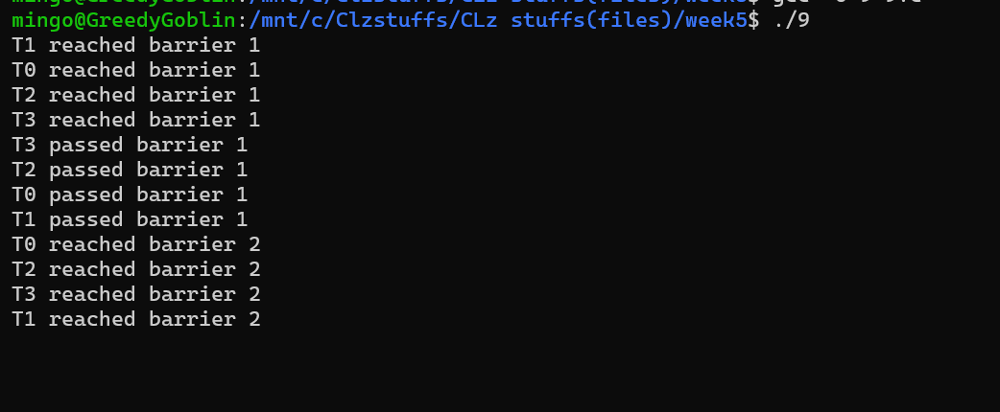 mingo@GreedyGoblin:/mnt/c/Clzstuffs/CLz stuffs(files)/week5$ ./9
T1 reached barrier 1
T0 reached barrier 1
T2 reached barrier 1
T3 reached barrier 1
T3 passed barrier 1
T2 passed barrier 1
T0 passed barrier 1
T1 passed barrier 1
T0 reached barrier 2
T2 reached barrier 2
T3 reached barrier 2
T1 reached barrier 2